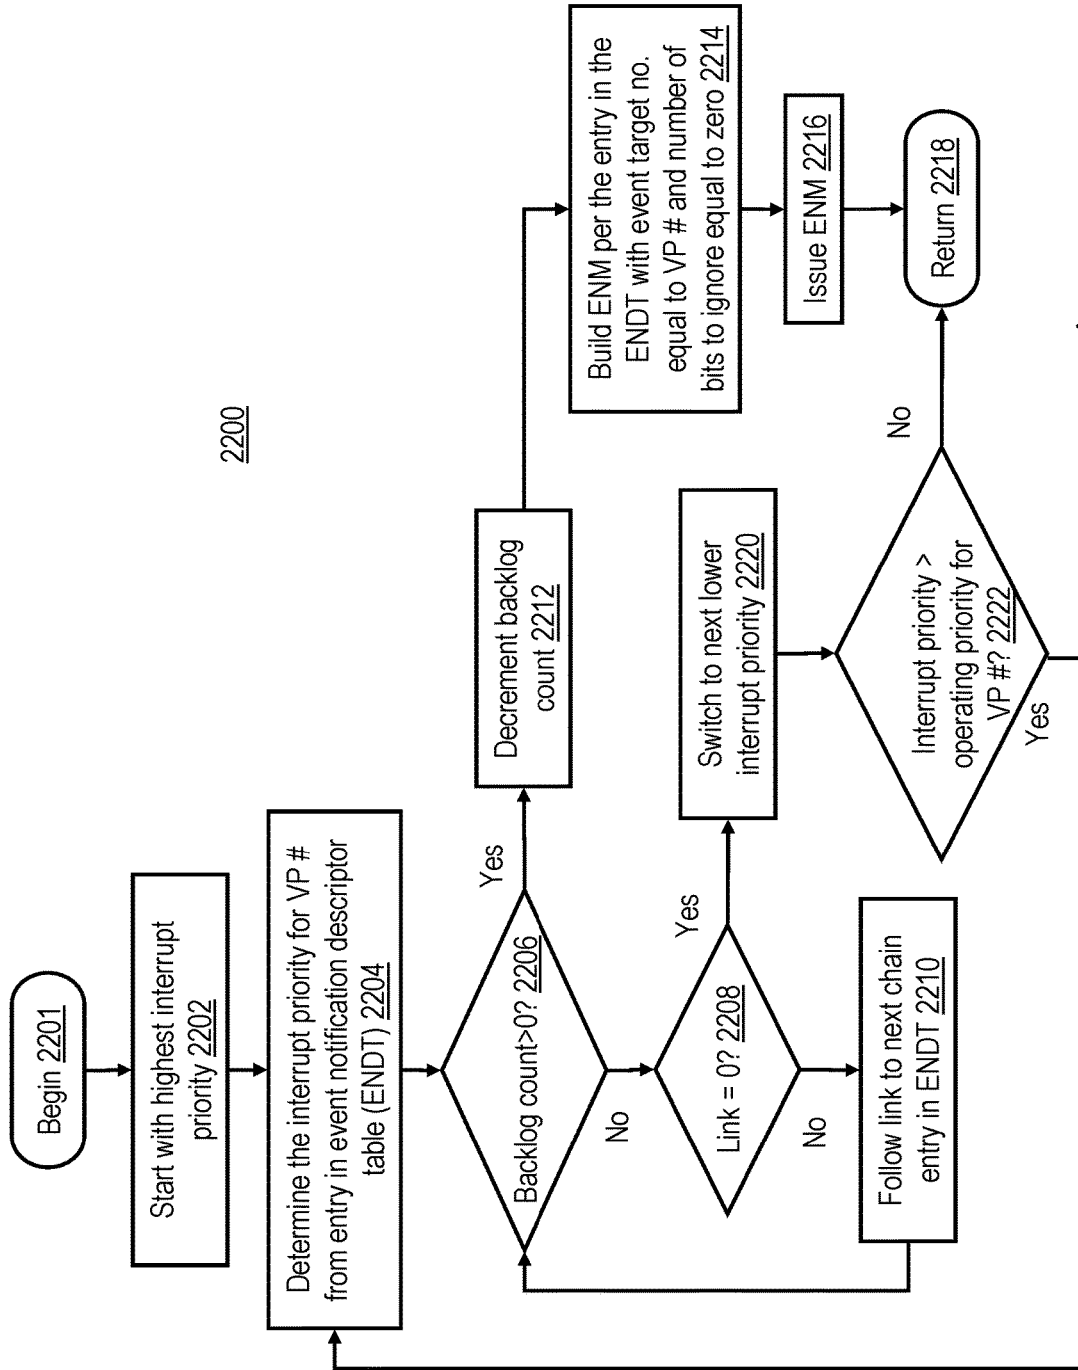 2200
Begin 2201
Start with highest interrupt
priority 2202
Determine the interrupt priority for VP #
from entry in event notification descriptor
table (ENDT) 2204
Backlog count>0? 2206
Yes
No
Decrement backlog
count 2212
Build ENM per the entry in the
ENDT with event target no.
equal to VP # and number of
bits to ignore equal to zero 2214
Issue ENM 2216
Return 2218
Link = 0? 2208
Yes
No
Follow link to next chain
entry in ENDT 2210
Switch to next lower
interrupt priority 2220
Interrupt priority >
operating priority for
VP #? 2222
No
Yes